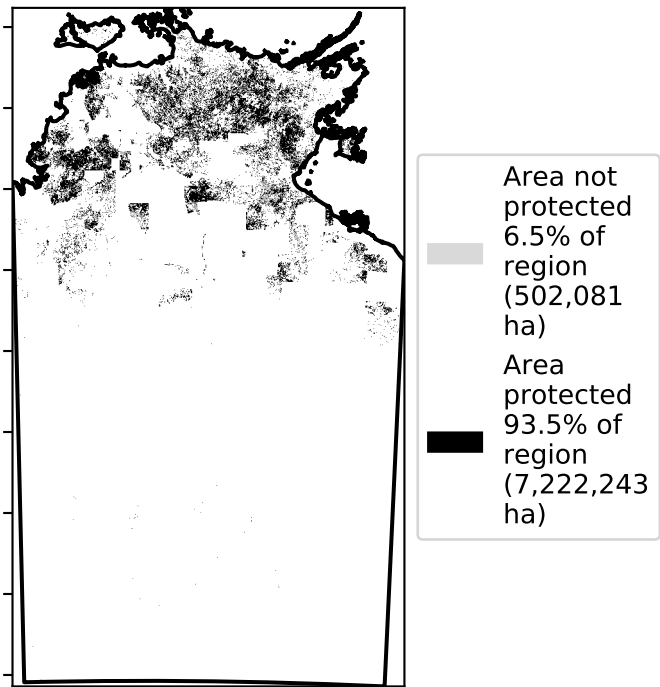 Area not
protected
6.5% of
region
(502,081
ha)
Area
protected
93.5% of
region
(7,222,243
ha)